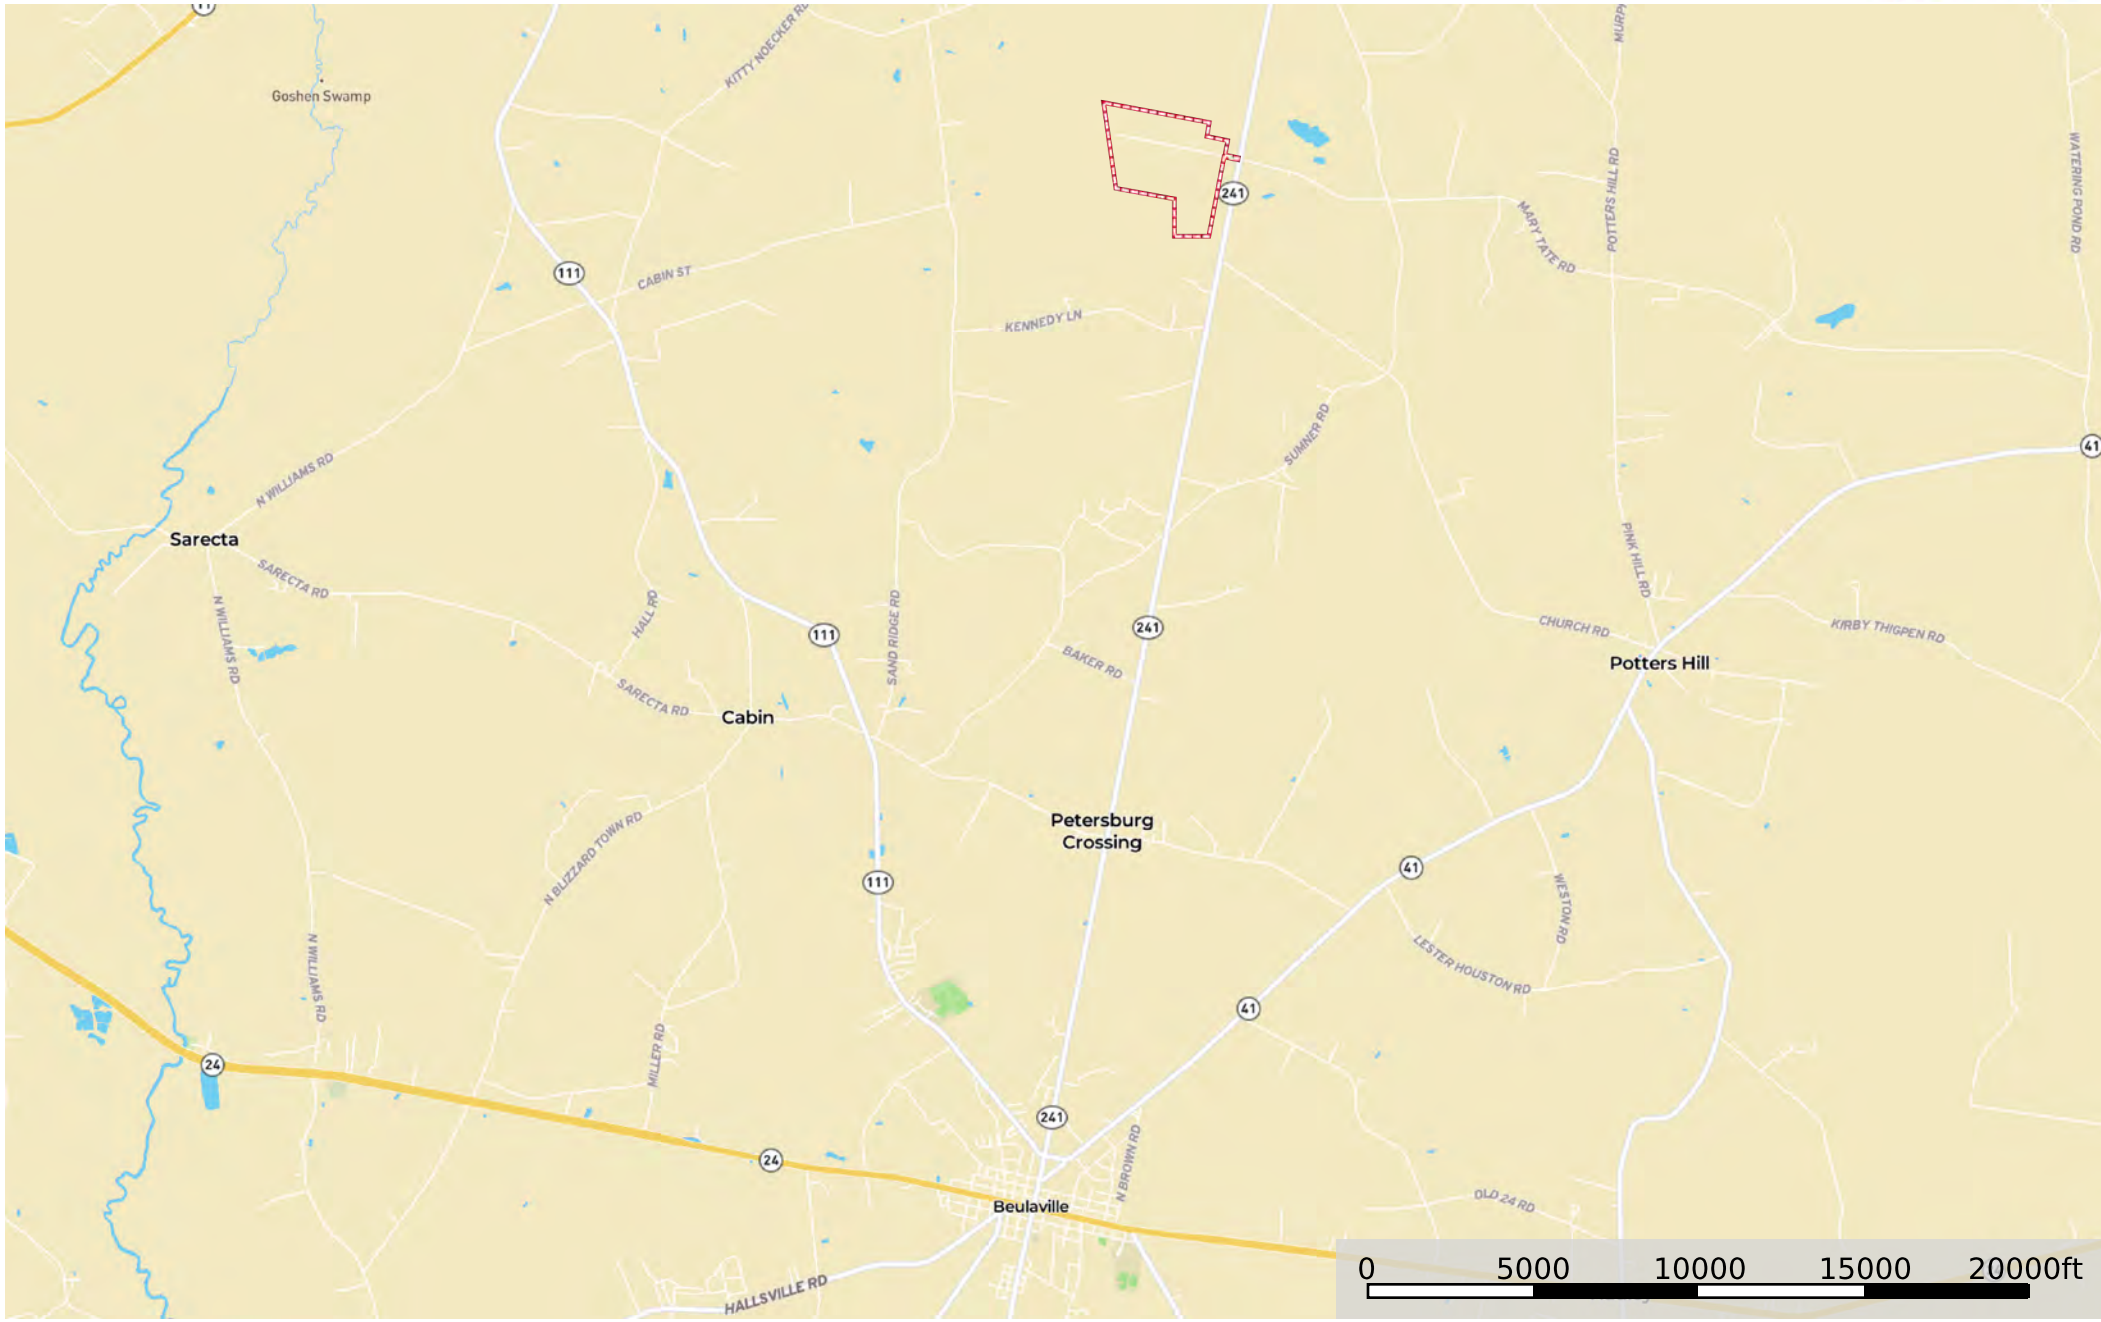 11
KITTY NOECKER RD
Goshen Swamp
WATERING POND RD
POTTERS HILL RD
241
MARY TATE RD
111
CABIN ST
KENNEDY LN
41
SUMNER RD
N WILLIAMS RD
Sarecta
SARECTA RD
PINK HILL RD
N WILLIAMS RD
HALL RD
SAND RIDGE RD
111
241
CHURCH RD
KIRBY THIGPEN RD
BAKER RD
Potters Hill
SARECTA RD
Cabin
Petersburg
Crossing
N BLIZZARD TOWN RD
41
111
WESTON RD
LESTER HOUSTON RD
N WILLIAMS RD
41
MILLER RD
24
241
24
N BROWN RD
OLD 24 RD
Beulaville
HALLSVILLE RD
0 5000 10000 15000 20000ft